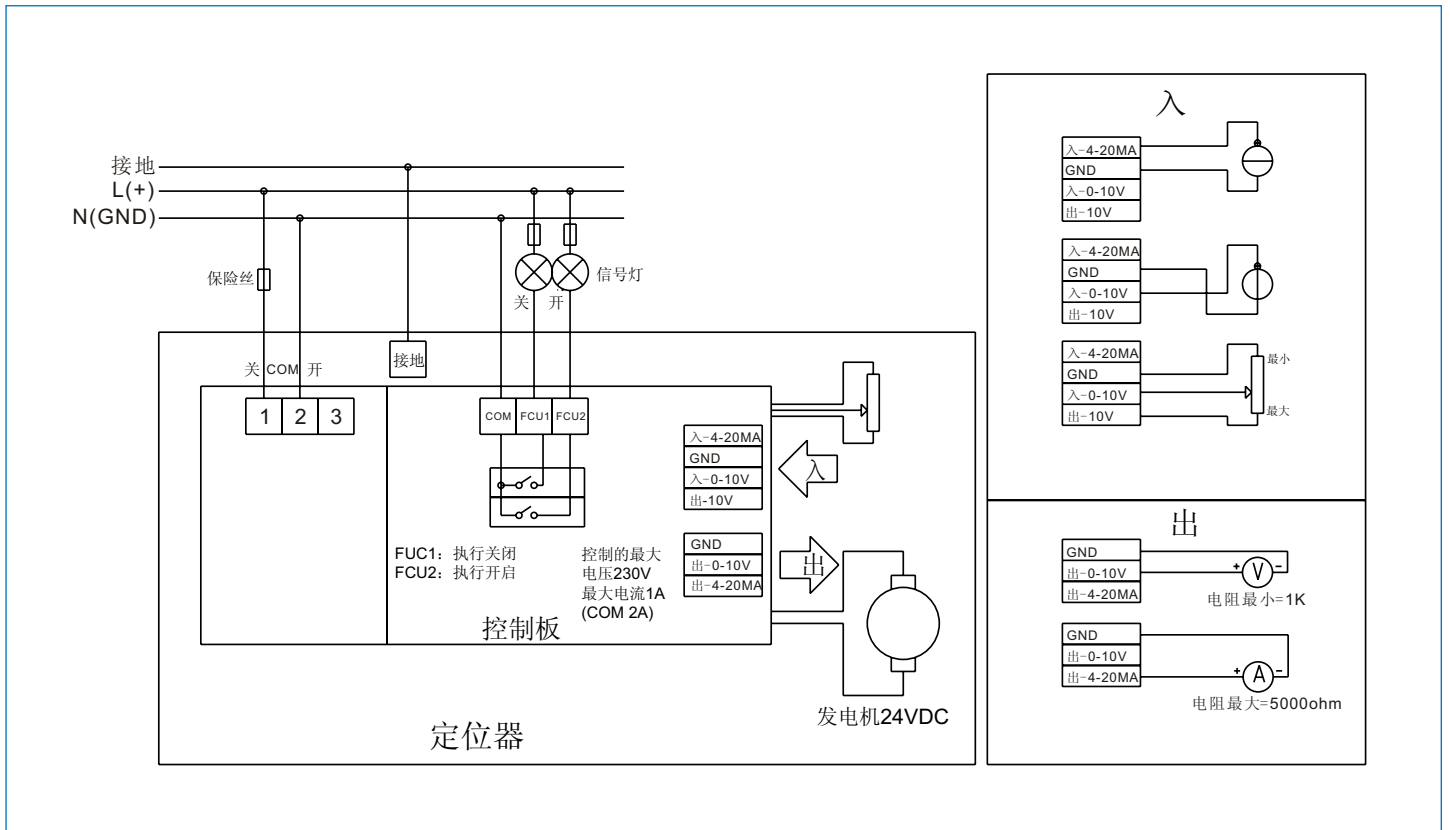 接地
L(+)
N(GND)
保险丝
信号灯
关 开
关 COM 开
接地
1 2 3
COM FCU1 FCU2
入-4-20MA
GND
入-0-10V
出-10V
入
FUC1：执行关闭
FCU2：执行开启
控制的最大
电压230V
最大电流1A
(COM 2A)
GND
出-0-10V
出-4-20MA
出
控制板
发电机24VDC
定位器
入
入-4-20MA
GND
入-0-10V
出-10V
入-4-20MA
GND
入-0-10V
出-10V
入-4-20MA
GND
入-0-10V
出-10V
最小
最大
出
GND
出-0-10V
出-4-20MA
+ V -
电阻最小=1K
GND
出-0-10V
出-4-20MA
+ A -
电阻最大=5000ohm